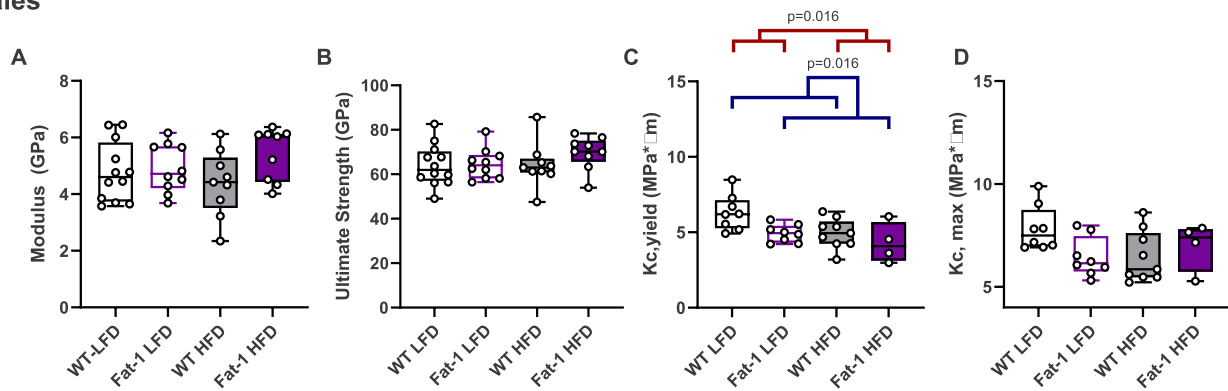 p=0.016
A
B
C
D
p=0.016
Modulus (GPa)
8
6
4
2
0
WT-LFD
Fat-1 LFD
WT HFD
Fat-1 HFD
Ultimate Strength (GPa)
100
80
60
40
20
0
WT LFD
Fat-1 LFD
WT HFD
Fat-1 HFD
Kc,yield (MPa*□m)
15
10
5
0
WT LFD
Fat-1 LFD
WT HFD
Fat-1 HFD
Kc, max (MPa*□m)
15
10
5
WT LFD
Fat-1 LFD
WT HFD
Fat-1 HFD